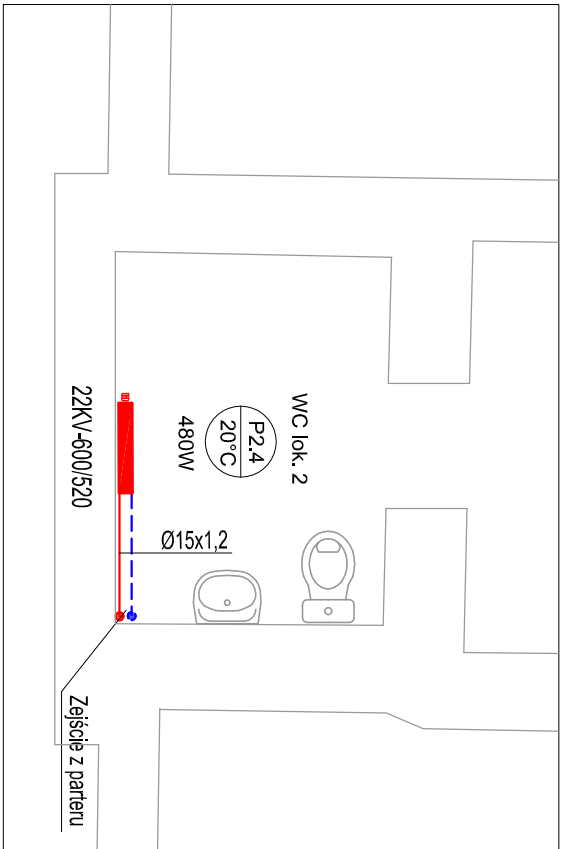 WC lok. 2
P2.4
20°C
480W
22KV-600/520
Ø15x1,2
Zejście z parteru